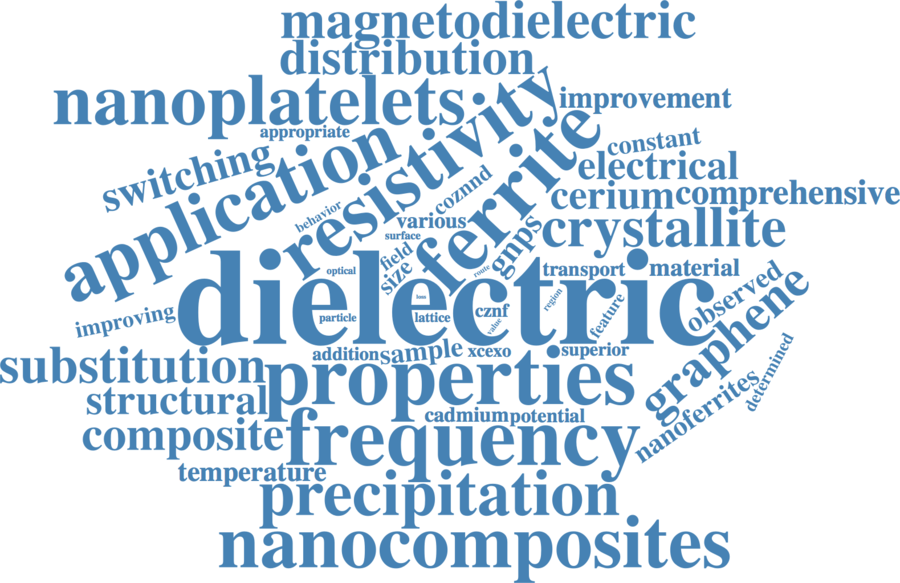 magnetodielectric
distribution
nanoplatelets
improvement
appropriate
resistivity
ferrite
constant
switching
application
electrical
coznnd
cerium
comprehensive
behavior
various
gnps
crystallite
surface
field
size
optical
route
transport
material
dielectric
observed
graphene
loss
region
feature
improving
particle
lattice
cznf
value
substitution
addition
sample
xcexo
superior
determined
properties
structural
nanoferrites
cadmium
potential
composite
frequency
temperature
precipitation
nanocomposites